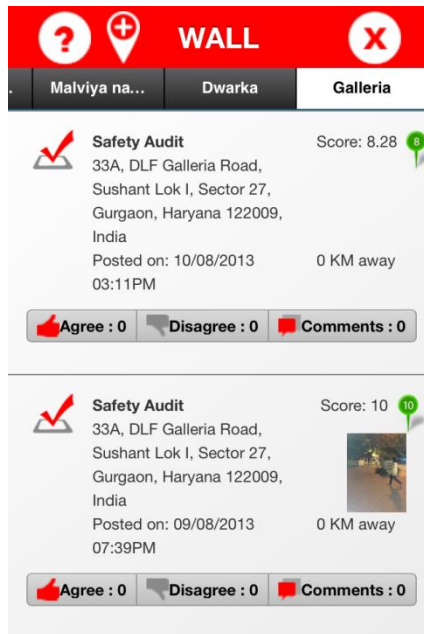 ? WALL X
. Malviya na... Dwarka Galleria
Safety Audit Score: 8.28 8
33A, DLF Galleria Road,
Sushant Lok I, Sector 27,
Gurgaon, Haryana 122009,
India
Posted on: 10/08/2013 0 KM away
03:11PM
Agree : 0 Disagree : 0 Comments : 0
Safety Audit Score: 10 10
33A, DLF Galleria Road,
Sushant Lok I, Sector 27,
Gurgaon, Haryana 122009,
India
Posted on: 09/08/2013 0 KM away
07:39PM
Agree : 0 Disagree : 0 Comments : 0